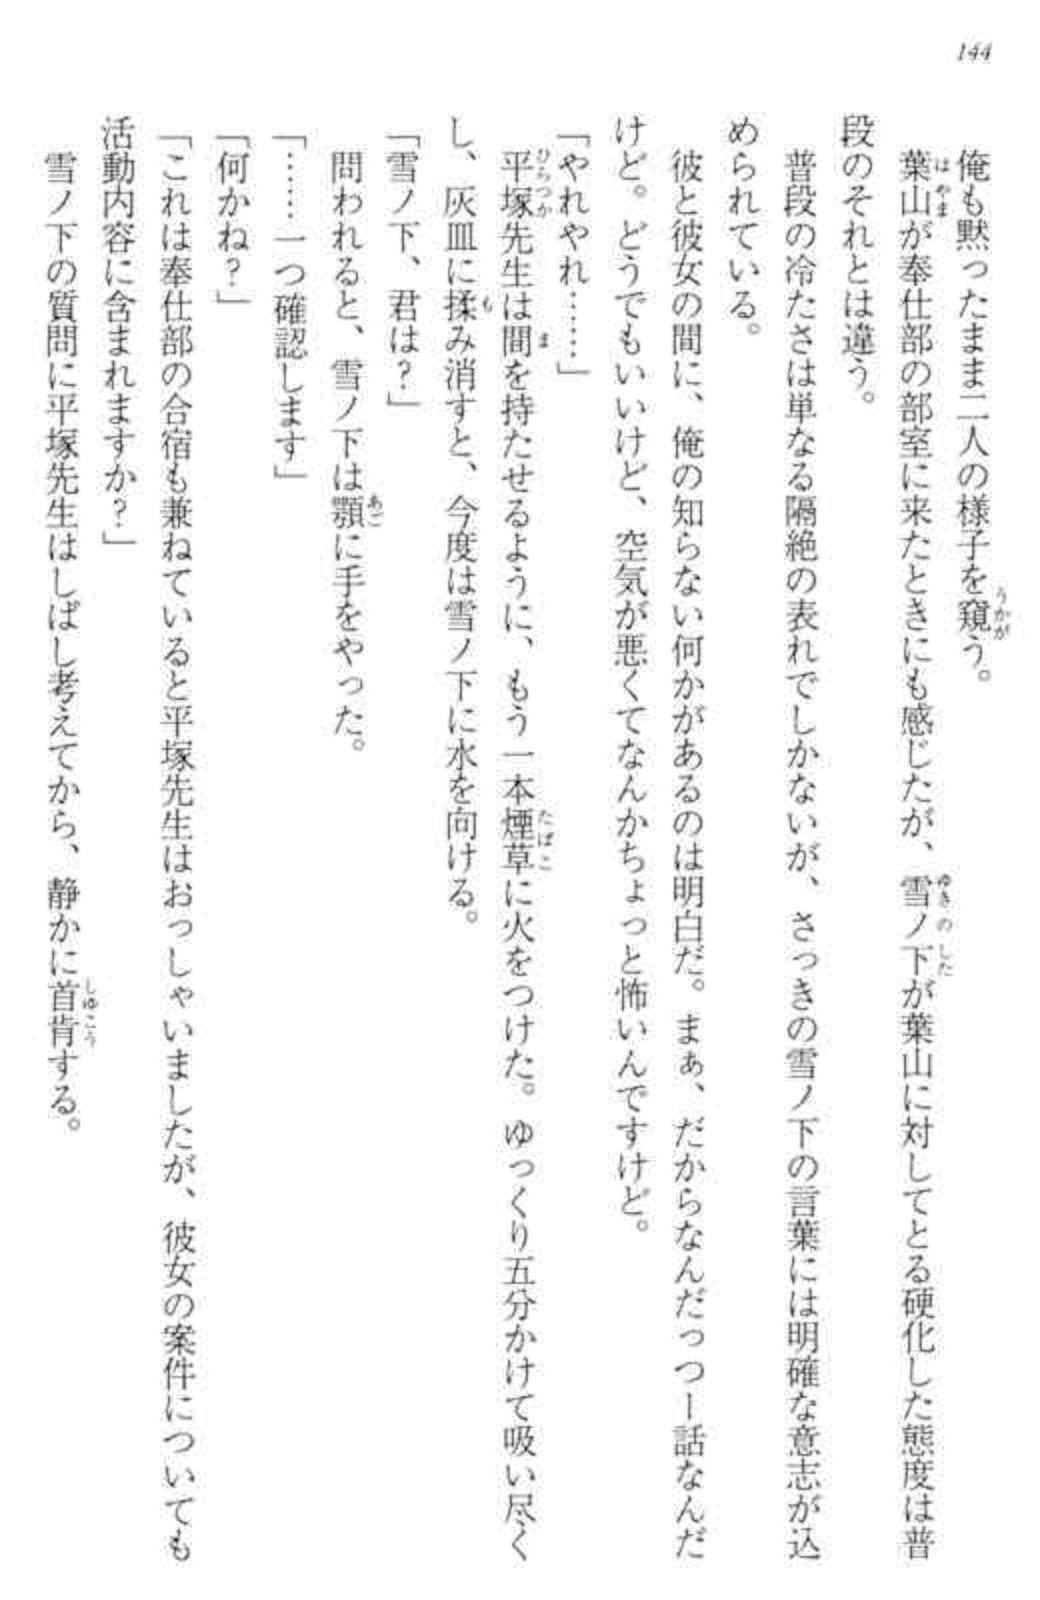 144
俺も黙ったまま二人の様子を窺う。
葉山が奉仕部の部室に来たときにも感じたが、雪ノ下が葉山に対してとる硬化した態度は普
段のそれとは違う。
普段の冷たさは単なる隔絶の表れでしかないが、さっきの雪ノ下の言葉には明確な意志が込
められている。
彼と彼女の間に、俺の知らない何かがあるのは明白だ。まぁ、だからなんだっつー話なんだ
けど。どうでもいいけど、空気が悪くてなんかちょっと怖いんですけど。
「やれやれ……」
平塚先生は間を持たせるように、もう一本煙草に火をつけた。ゆっくり五分かけて吸い尽く
し、灰皿に揉み消すと、今度は雪ノ下に水を向ける。
「雪ノ下、君は？」
問われると、雪ノ下は顎に手をやった。
「……一つ確認します」
「何かね？」
「これは奉仕部の合宿も兼ねていると平塚先生はおっしゃいましたが、彼女の案件についても
活動内容に含まれますか？」
雪ノ下の質問に平塚先生はしばし考えてから、静かに首肯する。